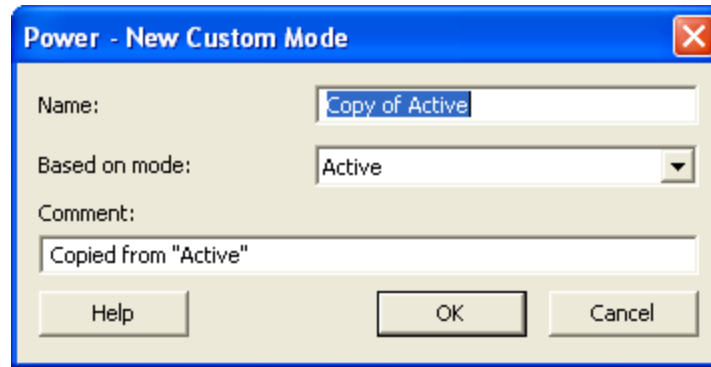 Power - New Custom Mode
Name: Copy of Active
Based on mode: Active
Comment:
Copied from "Active"
Help OK Cancel